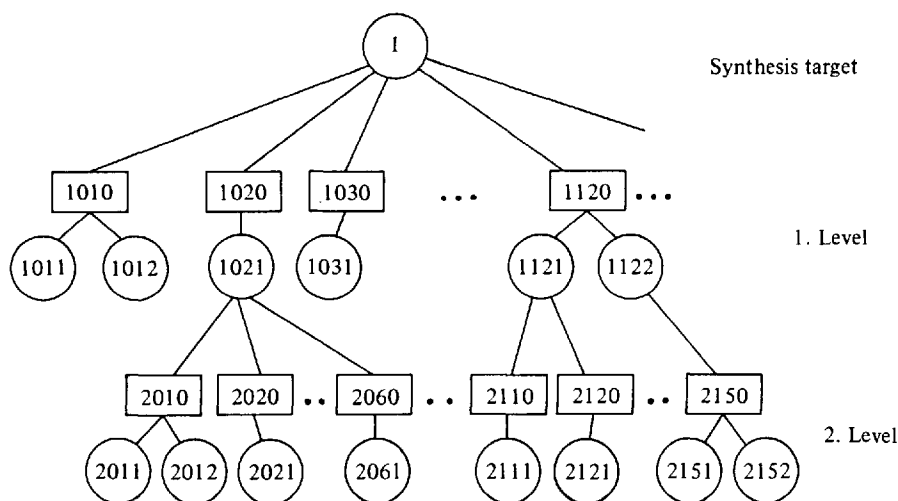 1
Synthesis target
1010 1020 1030 ... 1120 ...
1. Level
1011 1012 1021 1031 1121 1122
2010 2020 .. 2060 .. 2110 2120 .. 2150
2. Level
2011 2012 2021 2061 2111 2121 2151 2152